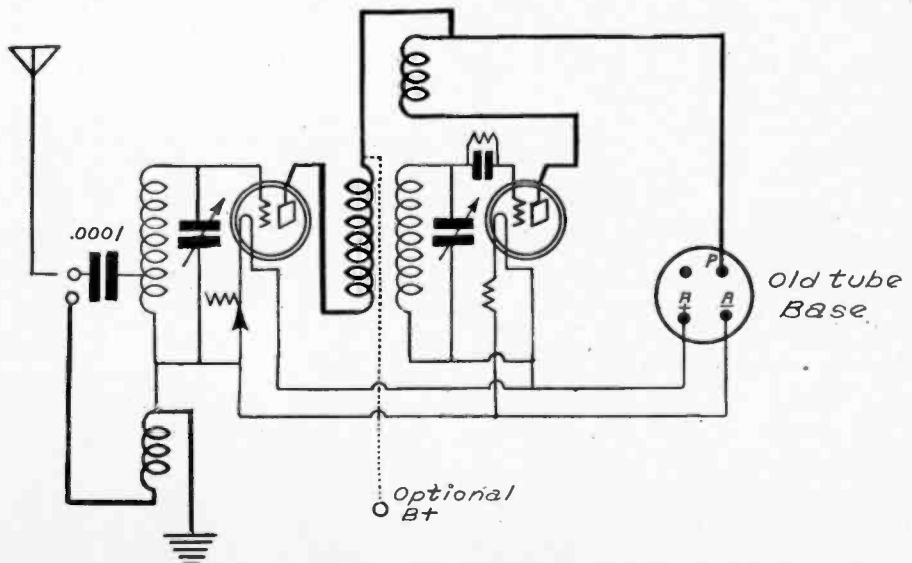 .0001
P
A
+
A
-
Old tube
Base
Optional
B+